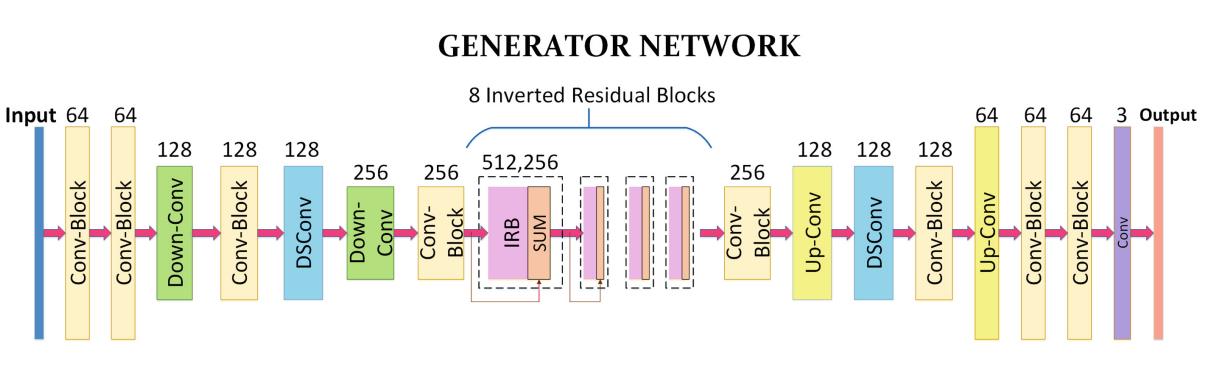 GENERATOR NETWORK
8 Inverted Residual Blocks
Input 64 64 64 64 64 3 Output
128 128 128 128 128 128
256 256 512,256 256
Conv-Block
Conv-Block
Down-Conv
Conv-Block
DSConv
Down-
Conv
Conv-
Block
IRB
SUM
Conv-
Block
Up-Conv
DSConv
Conv-Block
Up-Conv
Conv-Block
Conv-Block
Conv